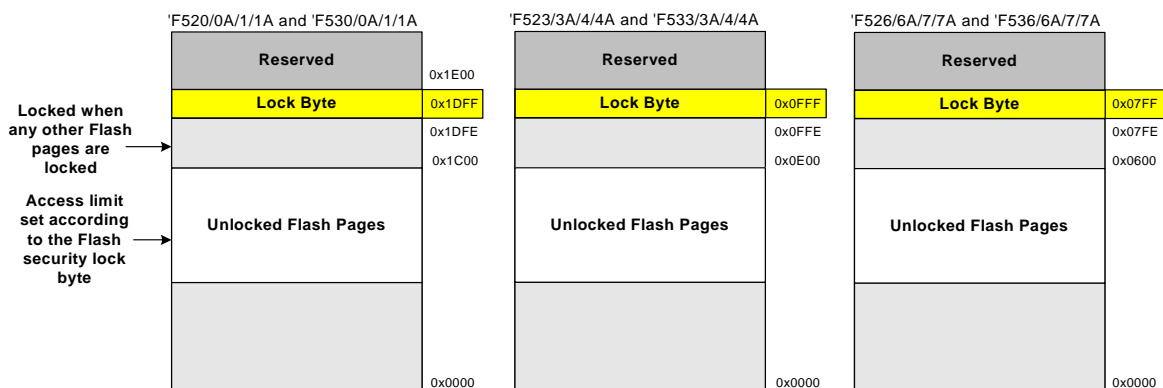 'F520/0A/1/1A and 'F530/0A/1/1A
Reserved
0x1E00
Lock Byte
0x1DFF
0x1DFE
0x1C00
Locked when
any other Flash
pages are
locked
Access limit
set according
to the Flash
security lock
byte
Unlocked Flash Pages
0x0000
'F523/3A/4/4A and 'F533/3A/4/4A
Reserved
Lock Byte
0x0FFF
0x0FFE
0x0E00
Unlocked Flash Pages
0x0000
'F526/6A/7/7A and 'F536/6A/7/7A
Reserved
Lock Byte
0x07FF
0x07FE
0x0600
Unlocked Flash Pages
0x0000